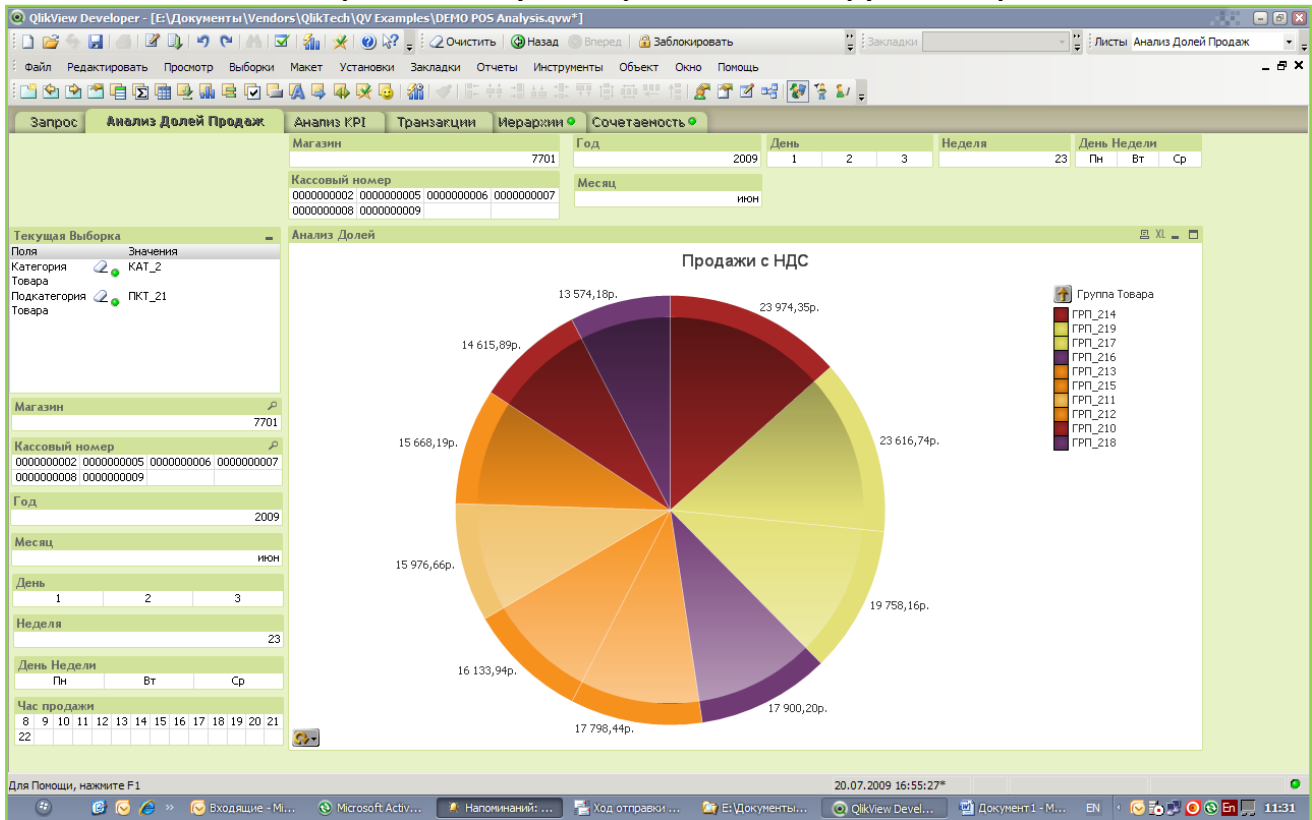 QlikView Developer - [E:\Документы\Vendors\QlikTech\QV Examples\DEMO POS Analysis.qvw*]
Очистить Назад Вперед Заблокировать Закладки Листы Анализ Долей Продаж
Файл Редактировать Просмотр Выборки Макет Установки Закладки Отчеты Инструменты Объект Окно Помощь
Запрос Анализ Долей Продаж Анализ KPI Транзакции Иерархии Сочетаемость
Магазин Год День Неделя День Недели
7701 2009 1 2 3 23 Пн Вт Ср
Кассовый номер Месяц
0000000002 0000000005 0000000006 0000000007 июн
0000000008 0000000009
Текущая Выборка
Поля Значения
Категория Товара КАТ_2
Подкатегория Товара ПКТ_21
Магазин
7701
Кассовый номер
0000000002 0000000005 0000000006 0000000007
0000000008 0000000009
Год
2009
Месяц
июн
День
1 2 3
Неделя
23
День Недели
Пн Вт Ср
Час продажи
8 9 10 11 12 13 14 15 16 17 18 19 20 21
22
Анализ Долей XL
Продажи с НДС
13 574,18р.
23 974,35р.
14 615,89р.
15 668,19р.
23 616,74р.
15 976,66р.
19 758,16р.
16 133,94р.
17 900,20р.
17 798,44р.
Группа Товара
ГРП_214
ГРП_219
ГРП_217
ГРП_216
ГРП_213
ГРП_215
ГРП_211
ГРП_212
ГРП_210
ГРП_218
Для Помощи, нажмите F1 20.07.2009 16:55:27*
Входящие - Mi... Microsoft Activ... Напоминаний: ... Ход отправки ... E:\Документы... QlikView Devel... Документ1 - M... EN En 11:31